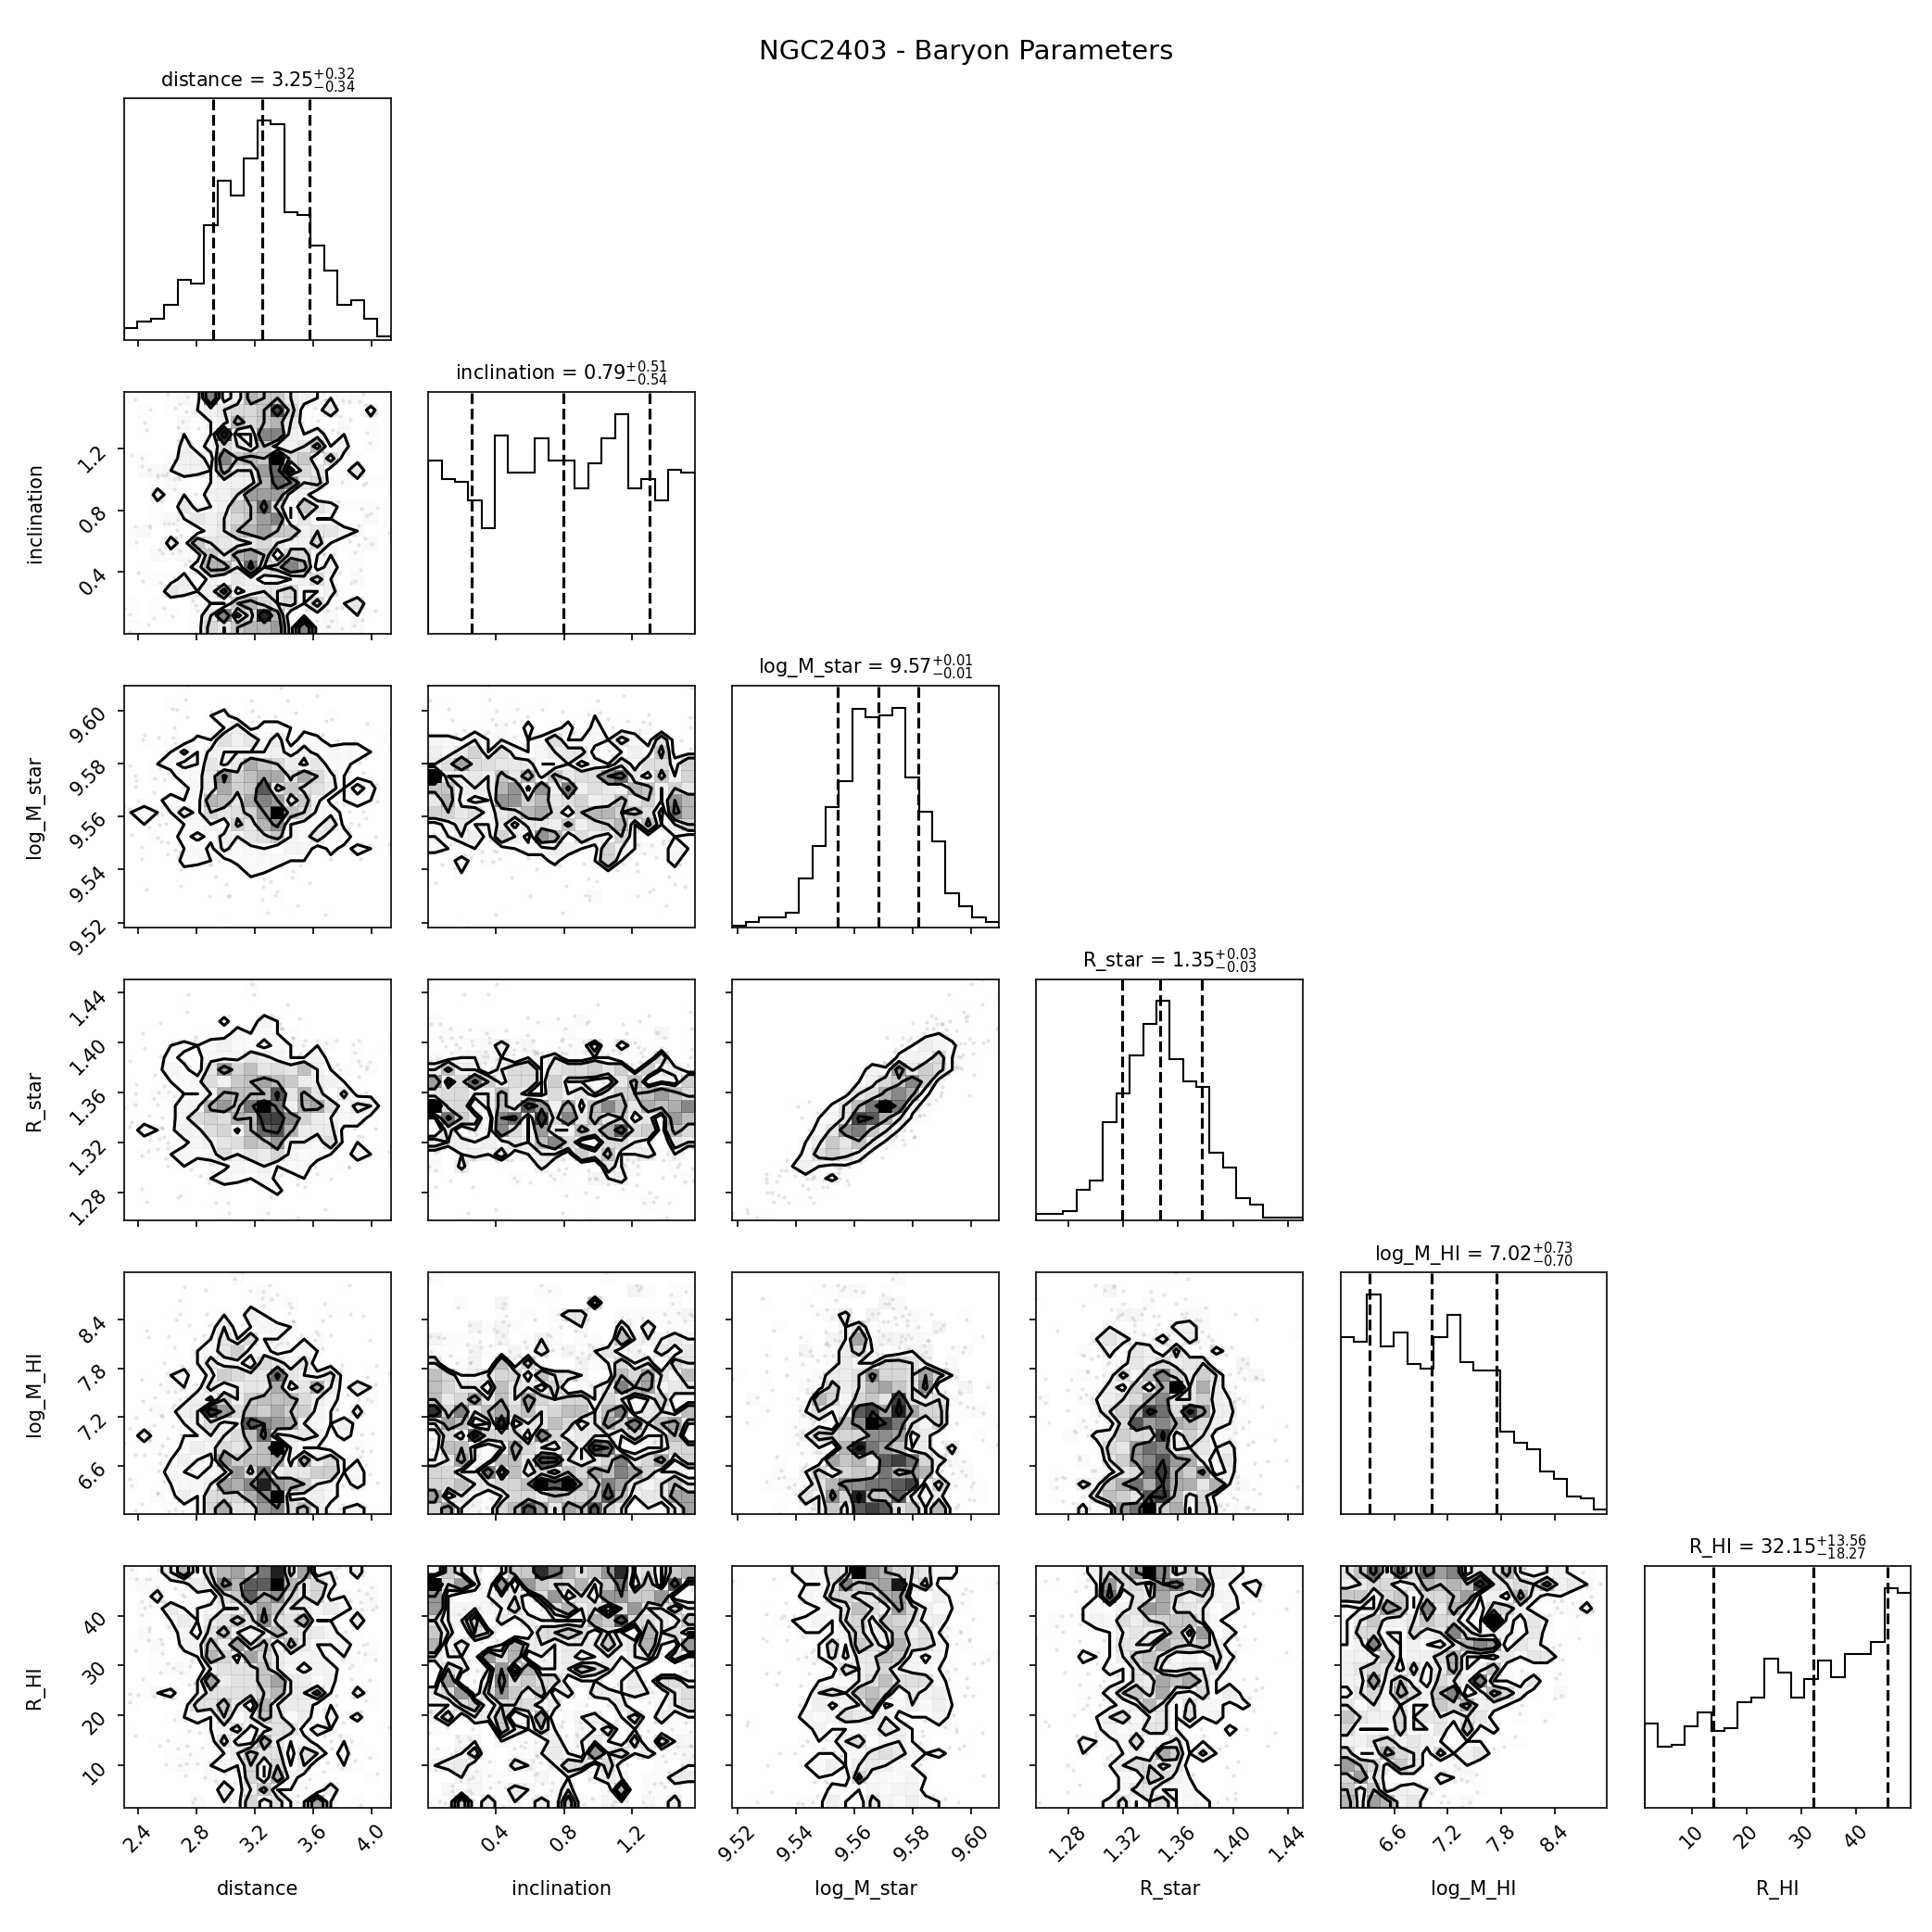 NGC2403 - Baryon Parameters
distance = 3.25+0.32−0.34
inclination = 0.79+0.51−0.54
inclination
1.2
0.8
0.4
log_M_star = 9.57+0.01−0.01
log_M_star
9.60
9.58
9.56
9.54
9.52
R_star = 1.35+0.03−0.03
R_star
1.44
1.40
1.36
1.32
1.28
log_M_HI = 7.02+0.73−0.70
log_M_HI
8.4
7.8
7.2
6.6
R_HI = 32.15+13.56−18.27
R_HI
40
30
20
10
2.4 2.8 3.2 3.6 4.0 0.4 0.8 1.2 9.52 9.54 9.56 9.58 9.60 1.28 1.32 1.36 1.40 1.44 6.6 7.2 7.8 8.4 10 20 30 40
distance inclination log_M_star R_star log_M_HI R_HI